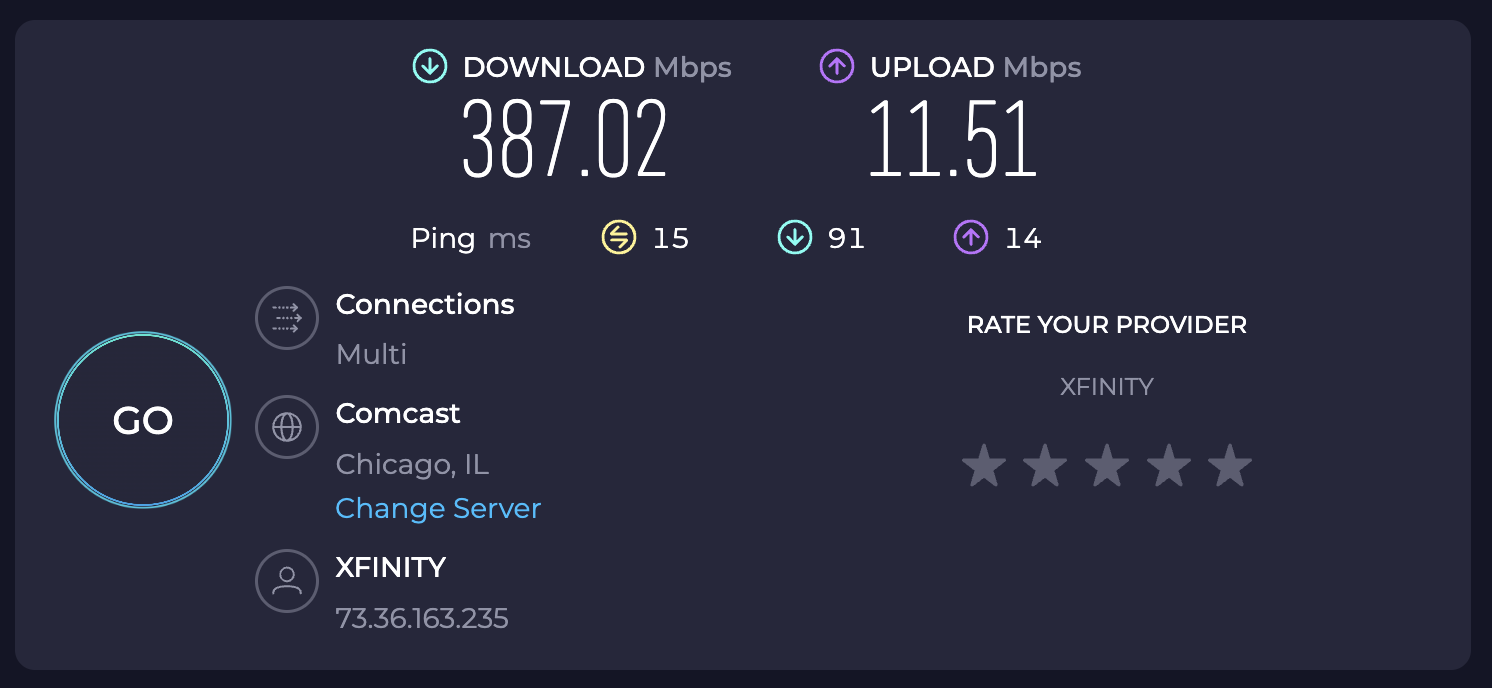 DOWNLOAD Mbps
387.02
UPLOAD Mbps
11.51
Ping ms 15 91 14
Connections
Multi
GO
Comcast
Chicago, IL
Change Server
XFINITY
73.36.163.235
RATE YOUR PROVIDER
XFINITY